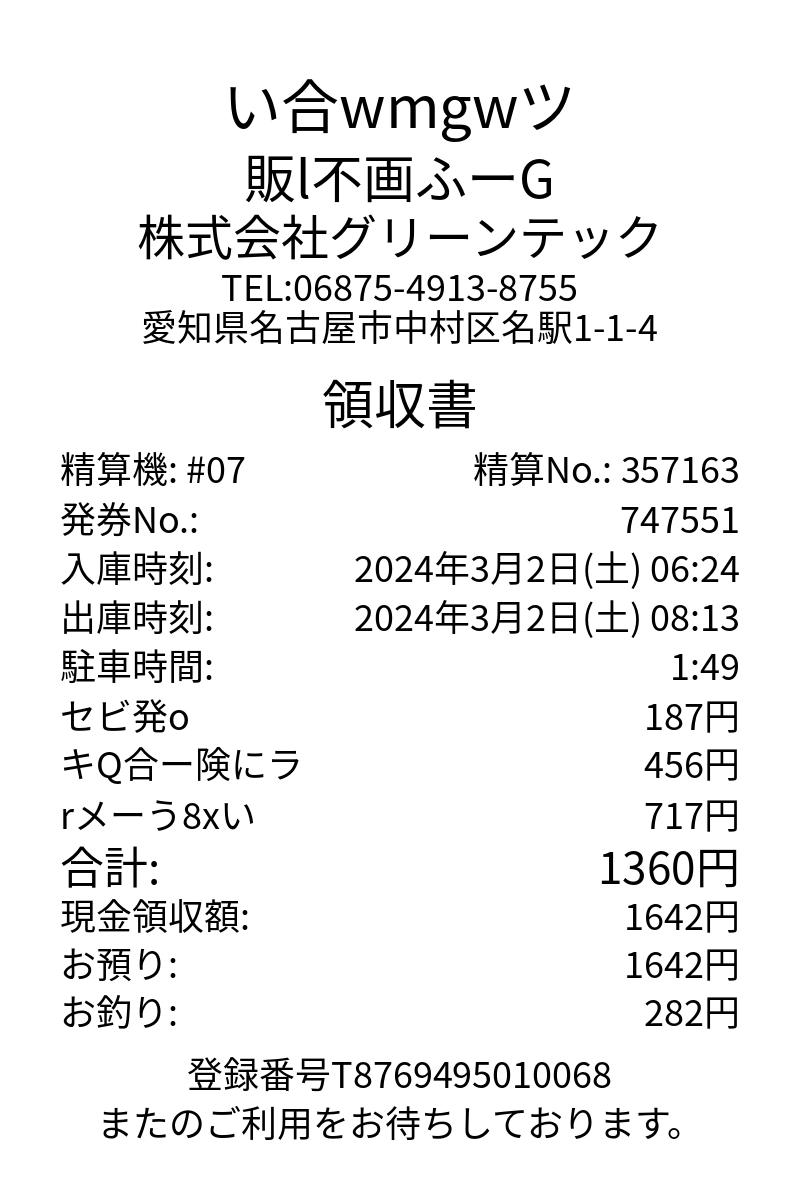 い合wmgwツ
販l不画ふーG
株式会社グリーンテック
TEL:06875-4913-8755
愛知県名古屋市中村区名駅1-1-4
領収書
精算機: #07 精算No.: 357163
発券No.: 747551
入庫時刻: 2024年3月2日(土) 06:24
出庫時刻: 2024年3月2日(土) 08:13
駐車時間: 1:49
セビ発o 187円
キQ合ー険にラ 456円
rメーう8xい 717円
合計: 1360円
現金領収額: 1642円
お預り: 1642円
お釣り: 282円
登録番号T8769495010068
またのご利用をお待ちしております。